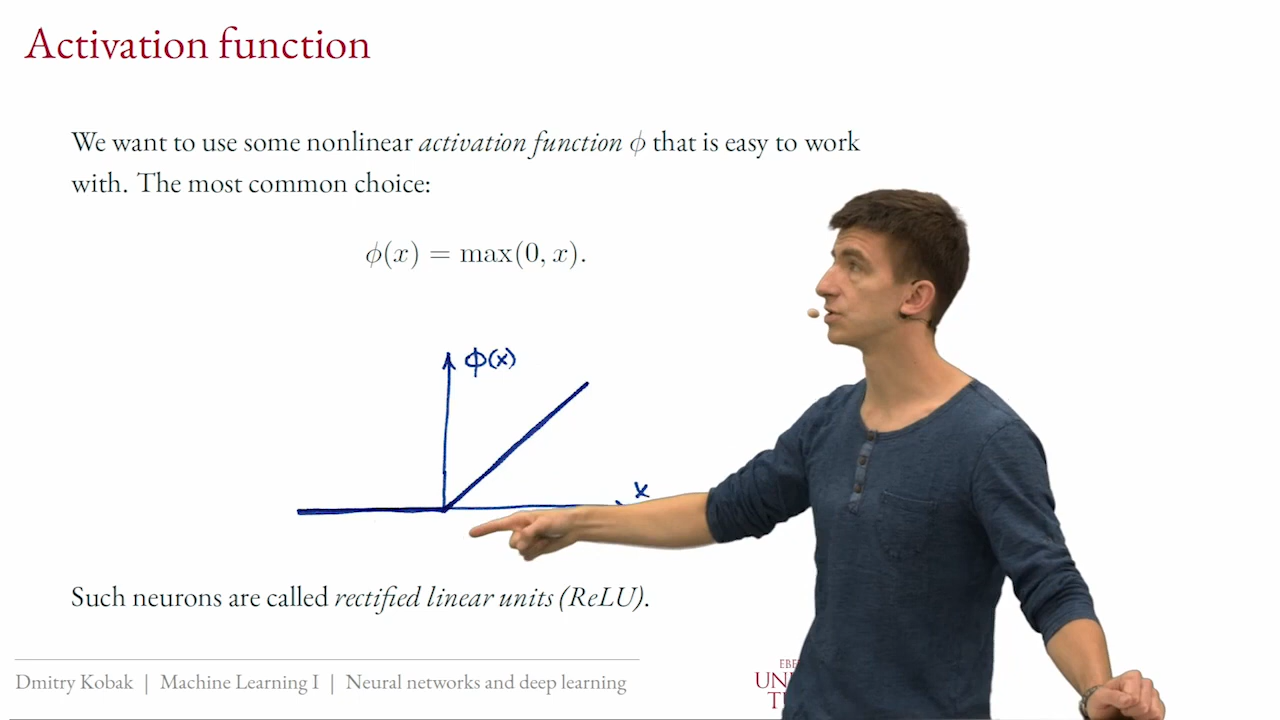 Activation function
We want to use some nonlinear activation function ϕ that is easy to work
with. The most common choice:
ϕ(x) = max(0, x).
ϕ(x)
x
Such neurons are called rectified linear units (ReLU).
Dmitry Kobak | Machine Learning I | Neural networks and deep learning